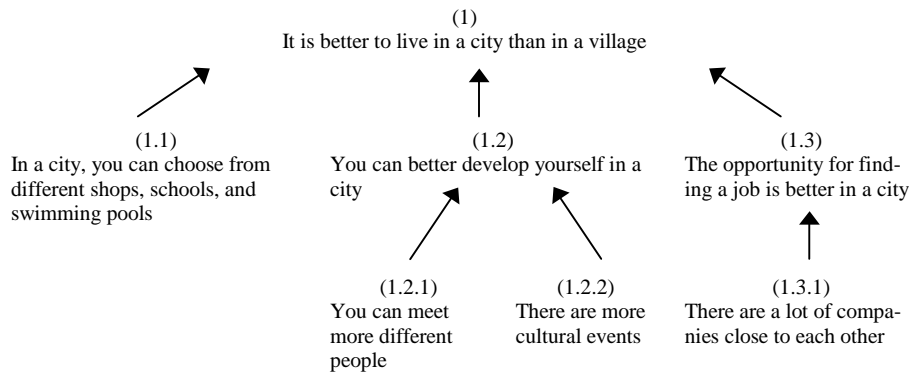 (1)
It is better to live in a city than in a village
(1.1)
In a city, you can choose from
different shops, schools, and
swimming pools
(1.2)
You can better develop yourself in a
city
(1.3)
The opportunity for find-
ing a job is better in a city
(1.2.1)
You can meet
more different
people
(1.2.2)
There are more
cultural events
(1.3.1)
There are a lot of compa-
nies close to each other